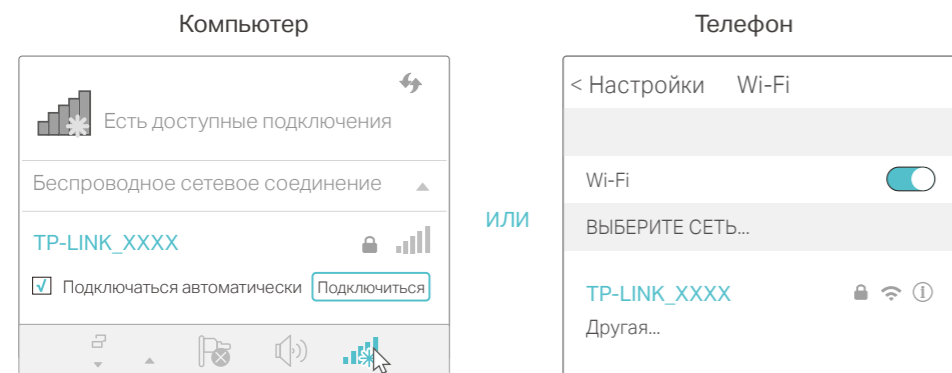 Компьютер
Есть доступные подключения
Беспроводное сетевое соединение
TP-LINK_XXXX
Подключаться автоматически Подключиться
ИЛИ
Телефон
< Настройки Wi-Fi
Wi-Fi
ВЫБЕРИТЕ СЕТЬ...
TP-LINK_XXXX
Другая...